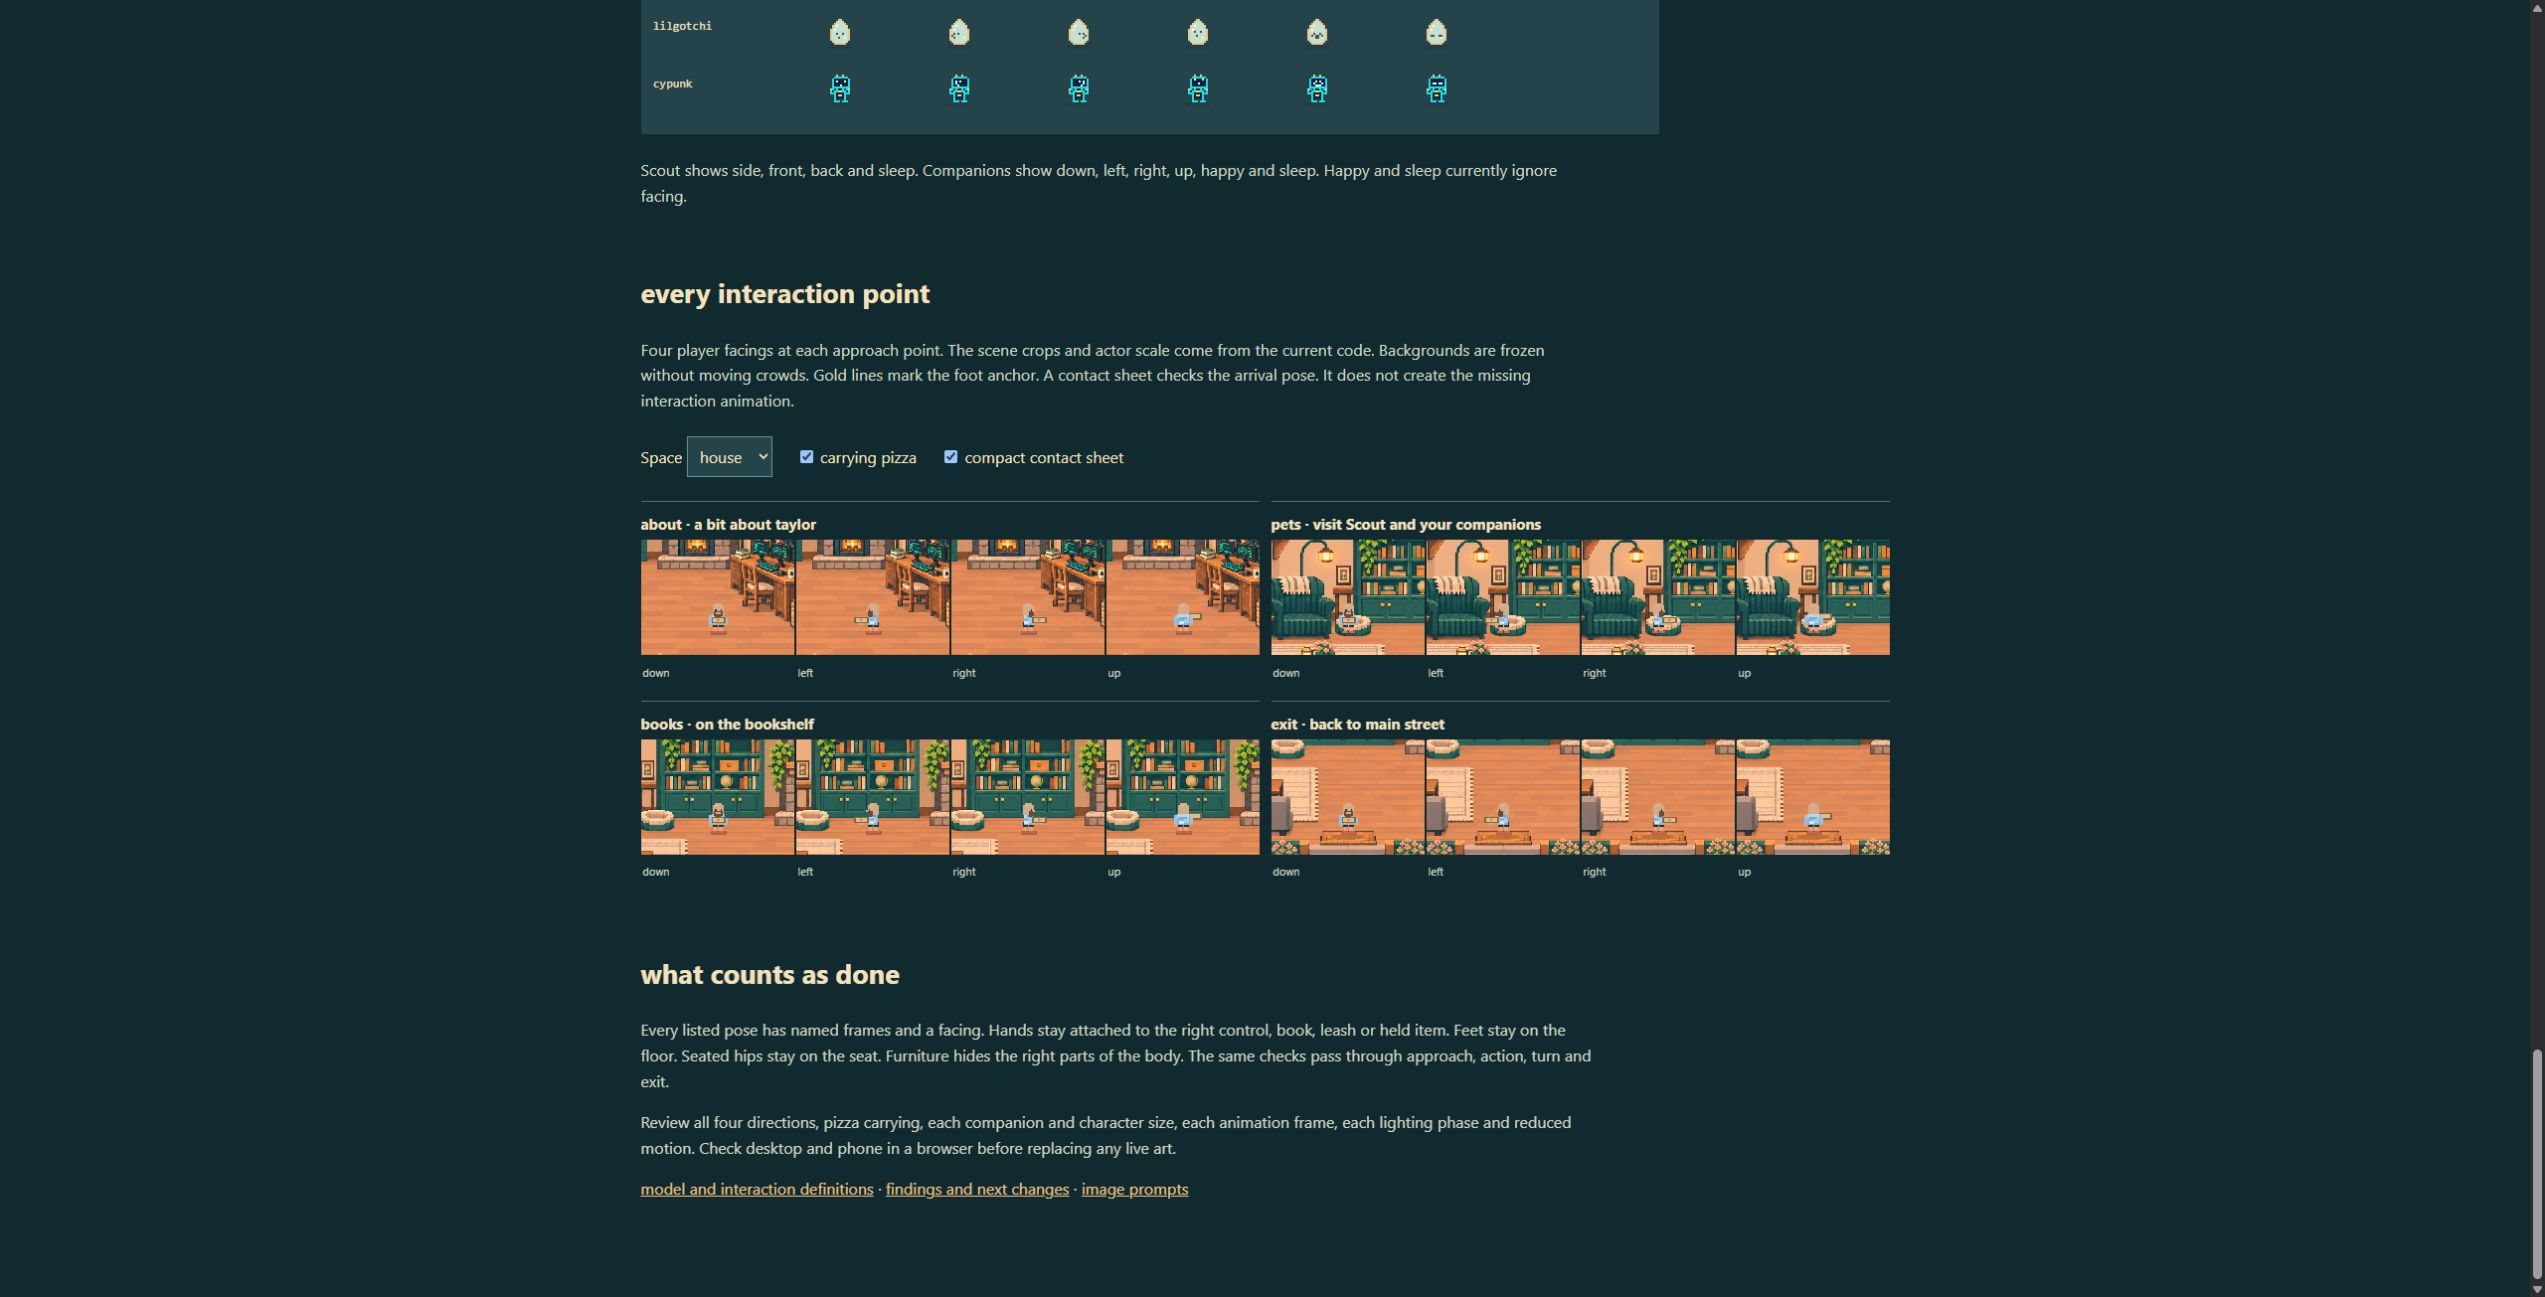 lilgotchi
cypunk
Scout shows side, front, back and sleep. Companions show down, left, right, up, happy and sleep. Happy and sleep currently ignore
facing.
every interaction point
Four player facings at each approach point. The scene crops and actor scale come from the current code. Backgrounds are frozen
without moving crowds. Gold lines mark the foot anchor. A contact sheet checks the arrival pose. It does not create the missing
interaction animation.
Space house carrying pizza compact contact sheet
about · a bit about taylor
down left right up
pets · visit Scout and your companions
down left right up
books · on the bookshelf
down left right up
exit · back to main street
down left right up
what counts as done
Every listed pose has named frames and a facing. Hands stay attached to the right control, book, leash or held item. Feet stay on the
floor. Seated hips stay on the seat. Furniture hides the right parts of the body. The same checks pass through approach, action, turn and
exit.
Review all four directions, pizza carrying, each companion and character size, each animation frame, each lighting phase and reduced
motion. Check desktop and phone in a browser before replacing any live art.
model and interaction definitions · findings and next changes · image prompts